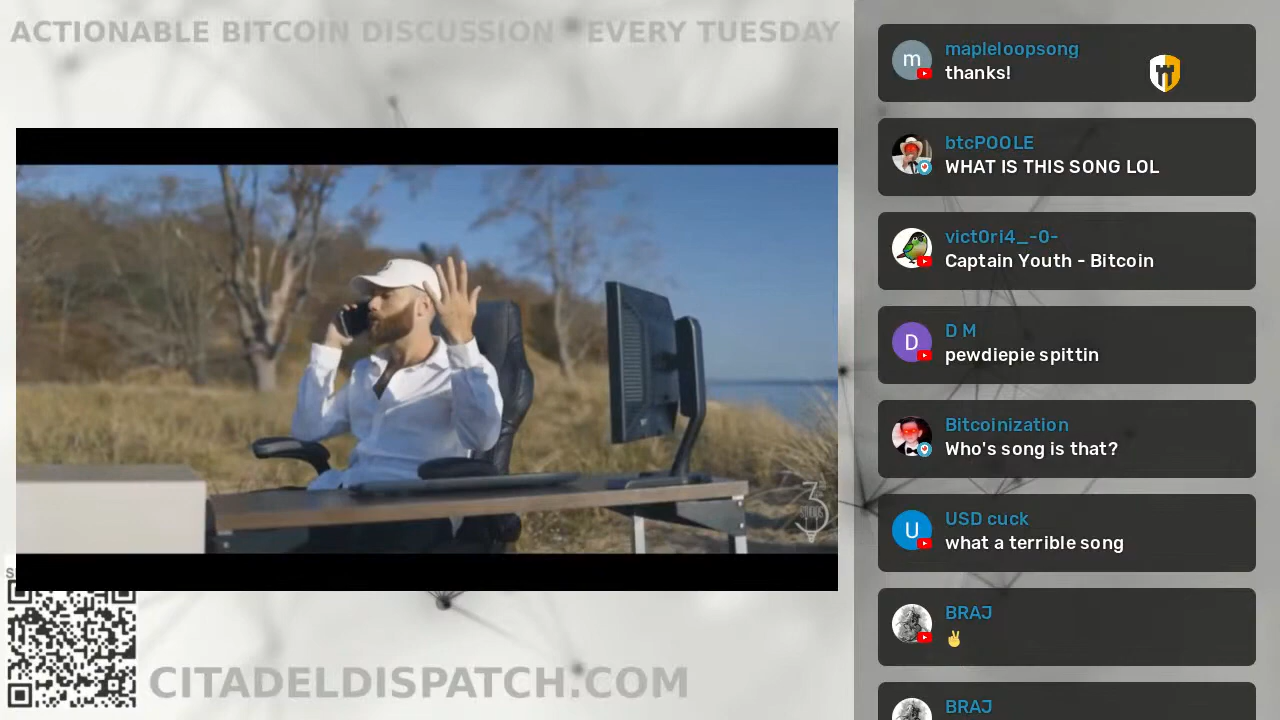 ACTIONABLE BITCOIN DISCUSSION * EVERY TUESDAY
CITADELDISPATCH.COM
m
mapleloopsong
thanks!
btcPOOLE
WHAT IS THIS SONG LOL
vict0ri4_-0-
Captain Youth - Bitcoin
D
D M
pewdiepie spittin
Bitcoinization
Who's song is that?
U
USD cuck
what a terrible song
BRAJ
✌️
BRAJ